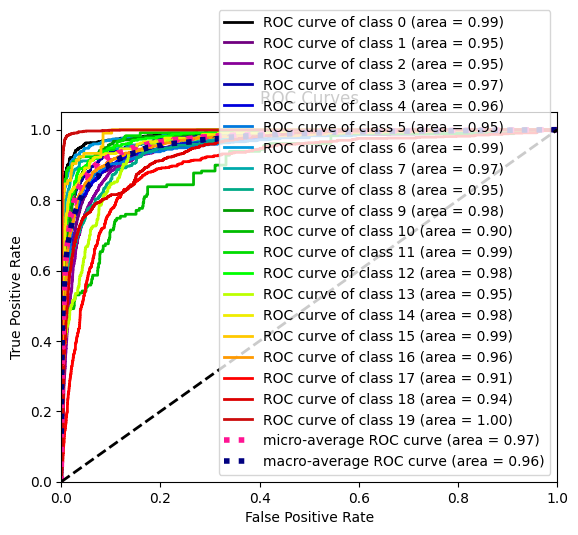 ROC Curves
ROC curve of class 0 (area = 0.99)
ROC curve of class 1 (area = 0.95)
ROC curve of class 2 (area = 0.95)
ROC curve of class 3 (area = 0.97)
ROC curve of class 4 (area = 0.96)
ROC curve of class 5 (area = 0.95)
ROC curve of class 6 (area = 0.99)
ROC curve of class 7 (area = 0.97)
ROC curve of class 8 (area = 0.95)
ROC curve of class 9 (area = 0.98)
ROC curve of class 10 (area = 0.90)
ROC curve of class 11 (area = 0.99)
ROC curve of class 12 (area = 0.98)
ROC curve of class 13 (area = 0.95)
ROC curve of class 14 (area = 0.98)
ROC curve of class 15 (area = 0.99)
ROC curve of class 16 (area = 0.96)
ROC curve of class 17 (area = 0.91)
ROC curve of class 18 (area = 0.94)
ROC curve of class 19 (area = 1.00)
micro-average ROC curve (area = 0.97)
macro-average ROC curve (area = 0.96)
True Positive Rate
1.0
0.8
0.6
0.4
0.2
0.0
0.0 0.2 0.4 0.6 0.8 1.0
False Positive Rate